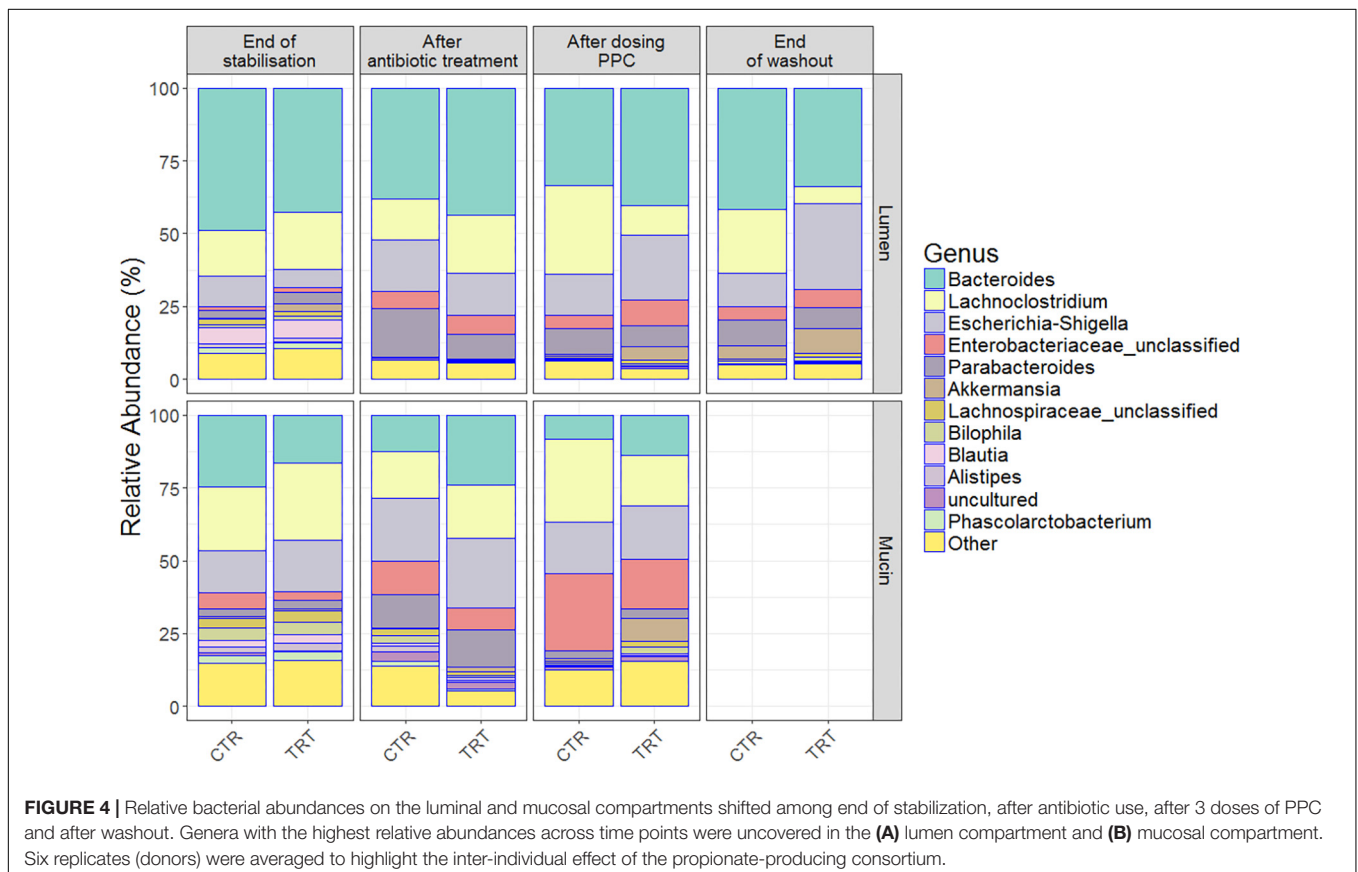 End of
stabilisation
After
antibiotic treatment
After dosing
PPC
End
of washout
Relative Abundance (%)
100
75
50
25
0
Lumen
100
75
50
25
0
Mucin
CTR
TRT
CTR
TRT
CTR
TRT
CTR
TRT
Genus
Bacteroides
Lachnoclostridium
Escherichia-Shigella
Enterobacteriaceae_unclassified
Parabacteroides
Akkermansia
Lachnospiraceae_unclassified
Bilophila
Blautia
Alistipes
uncultured
Phascolarctobacterium
Other
FIGURE 4 | Relative bacterial abundances on the luminal and mucosal compartments shifted among end of stabilization, after antibiotic use, after 3 doses of PPC
and after washout. Genera with the highest relative abundances across time points were uncovered in the (A) lumen compartment and (B) mucosal compartment.
Six replicates (donors) were averaged to highlight the inter-individual effect of the propionate-producing consortium.